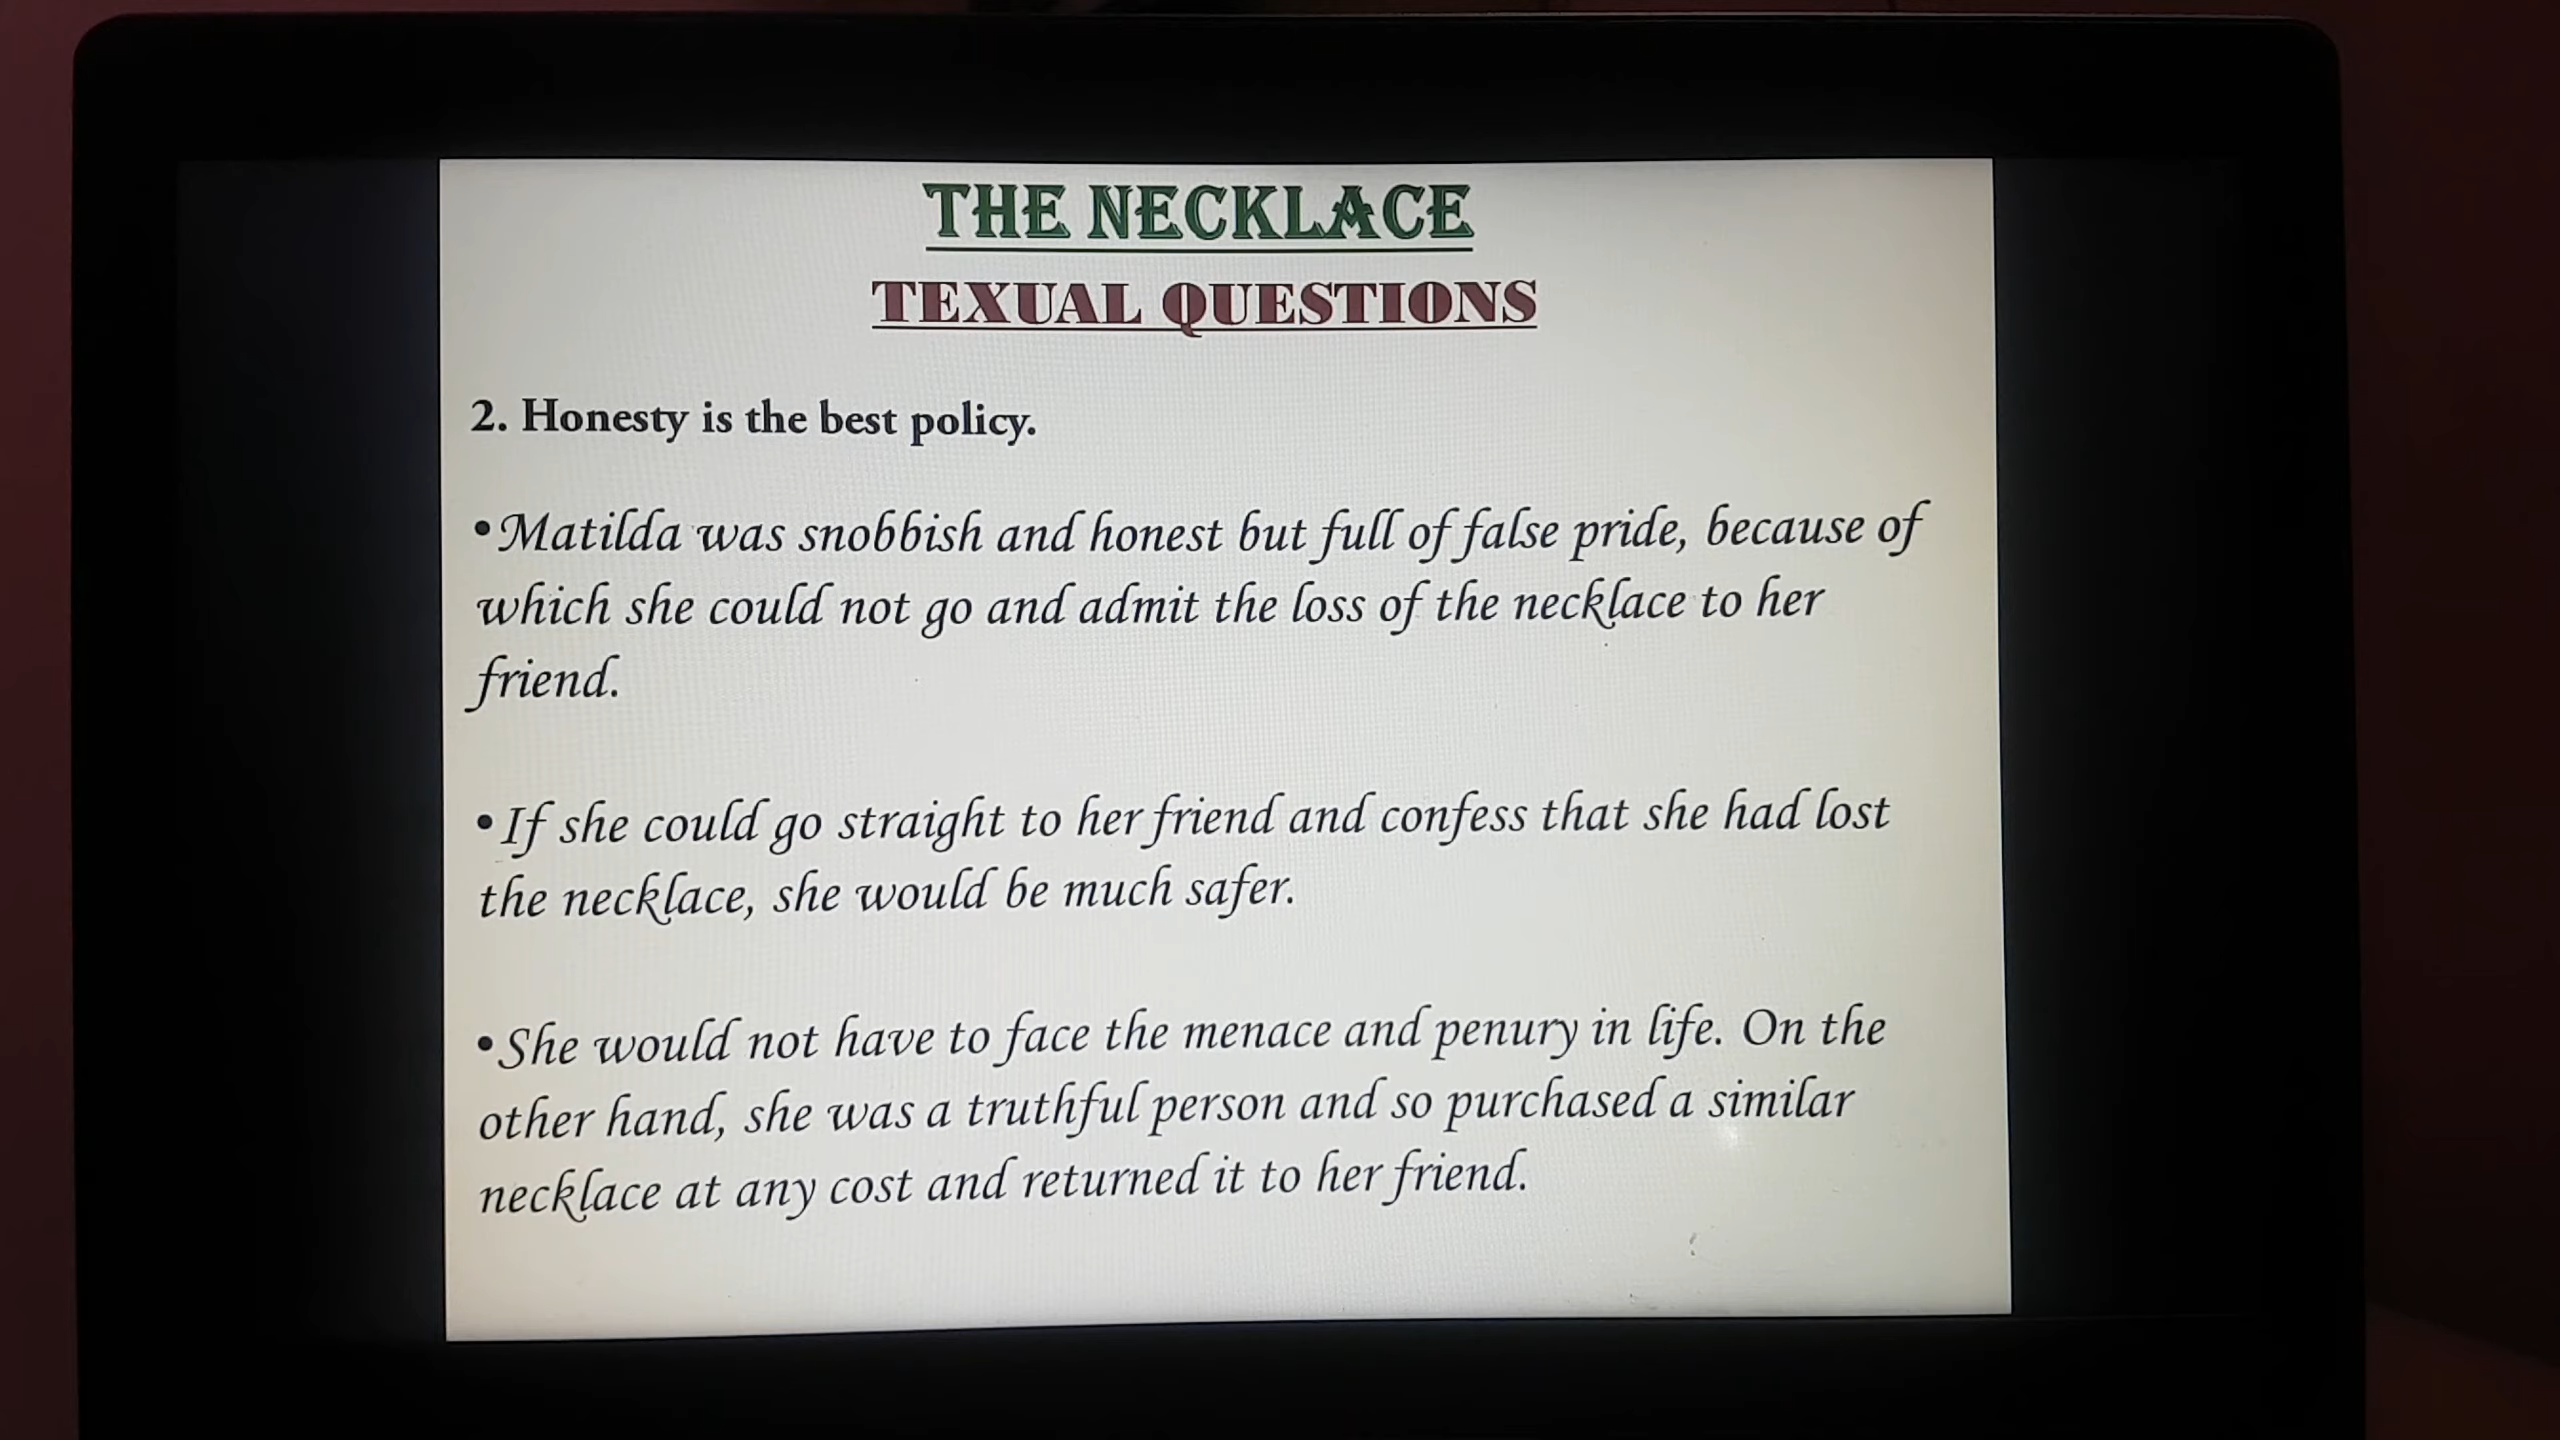 THE NECKLACE
TEXUAL QUESTIONS
2. Honesty is the best policy.
•Matilda was snobbish and honest but full of false pride, because of
which she could not go and admit the loss of the necklace to her
friend.
•If she could go straight to her friend and confess that she had lost
the necklace, she would be much safer.
•She would not have to face the menace and penury in life. On the
other hand, she was a truthful person and so purchased a similar
necklace at any cost and returned it to her friend.